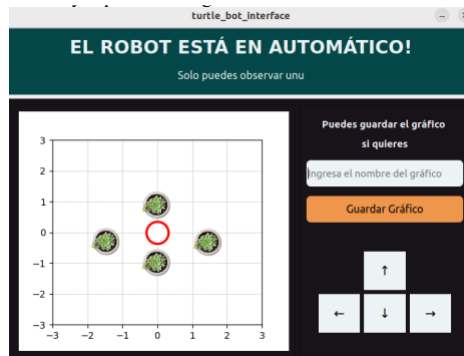 turtle_bot_interface
EL ROBOT ESTÁ EN AUTOMÁTICO!
Solo puedes observar unu
Puedes guardar el gráfico
si quieres
Ingresa el nombre del gráfico
Guardar Gráfico
↑
← ↓ →
3
2
1
0
−1
−2
−3
−3 −2 −1 0 1 2 3